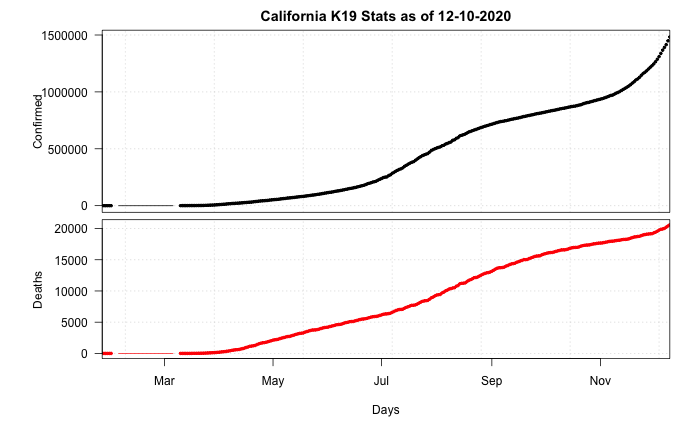 California K19 Stats as of 12-10-2020
1500000
1000000
500000
0
Confirmed
20000
15000
10000
5000
0
Deaths
Mar May Jul Sep Nov
Days